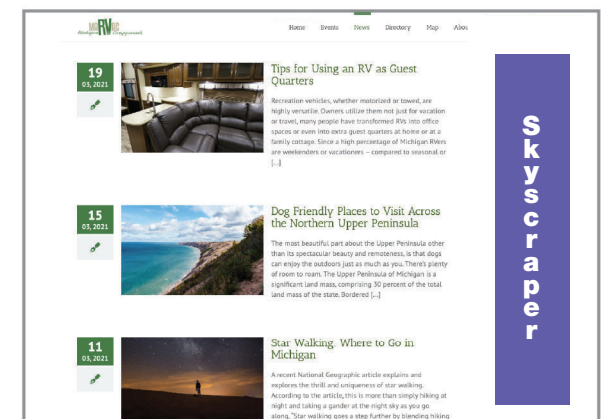 MI RV GC
Michigan Campgrounds
Home Events News Directory Map Abou
19
03, 2021
Tips for Using an RV as Guest
Quarters
Recreation vehicles, whether motorized or towed, are
highly versatile. Owners utilize them not just for vacation
or travel, many people have transformed RVs into office
spaces or even into extra guest quarters at home or at a
family cottage. Since a high percentage of Michigan RVers
are weekenders or vacationers – compared to seasonal or
[...]
15
03, 2021
Dog Friendly Places to Visit Across
the Northern Peninsula
The most beautiful part about the Upper Peninsula other
than its spectacular beauty and remoteness, is that dogs
can enjoy the outdoors just as much as you. There's plenty
of room to roam. The Upper Peninsula of Michigan is a
significant land mass, comprising 30 percent of the total
land mass of the state. Bordered [...]
11
03, 2021
Star Walking. Where to Go in
Michigan
A recent National Geographic article explains and
explores the thrill and uniqueness of star walking.
According to the article, this is more than simply hiking at
night and taking a gander at the night sky as you go
along. "Star walking goes a step further by blending hiking
Skyscraper